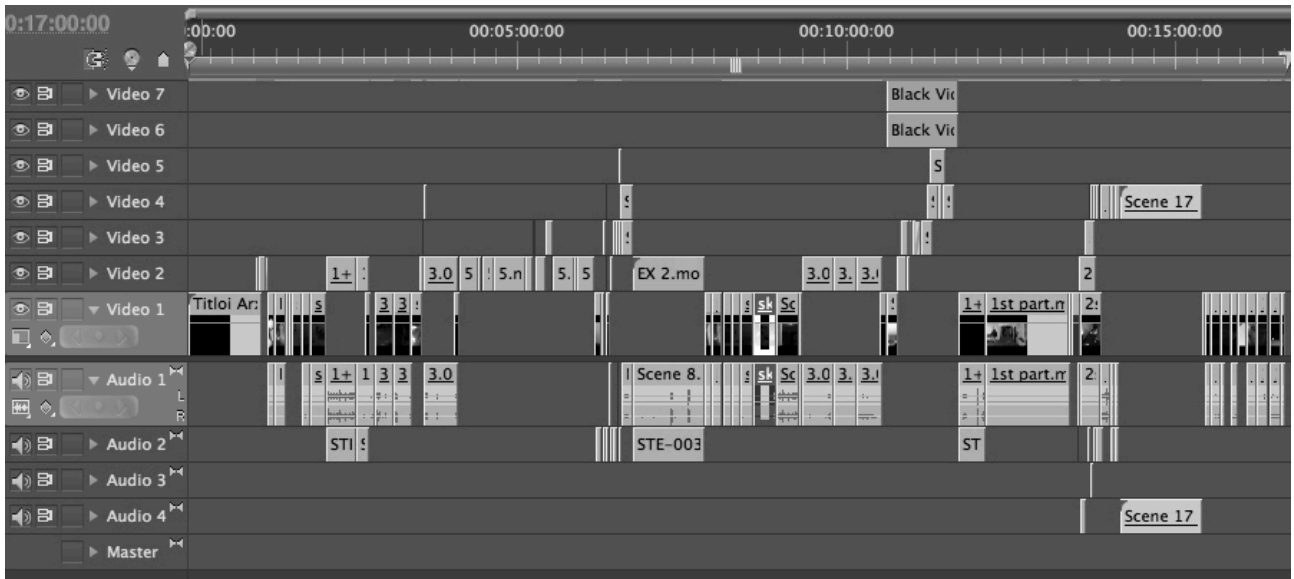 0:17:00:00 :00:00 00:05:00:00 00:10:00:00 00:15:00:00
Video 7 Black Vi
Video 6 Black Vi
Video 5 S
Video 4 Scene 17
Video 3
Video 2 1+ 3.0 5 5.n 5. 5 EX 2.mo 3.0 3. 3. 2
Video 1 Titloi Ar: s 3 3 sk Sc 1+ 1st part.m 2
Audio 1 s 1+ 1 3 3 3.0 Scene 8. sk Sc 3.0 3. 3. 1+ 1st part.m 2
L
R
Audio 2 STI STE-003 ST
Audio 3
Audio 4 Scene 17
Master